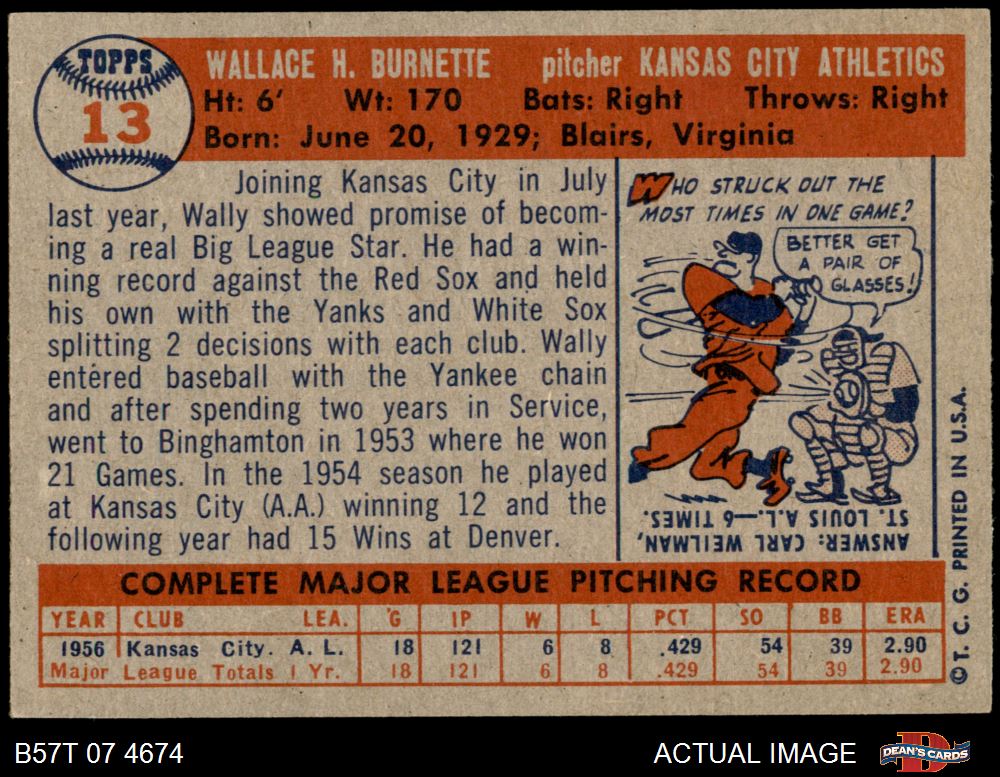 TOPPS
13
WALLACE H. BURNETTE pitcher KANSAS CITY ATHLETICS
Ht: 6' Wt: 170 Bats: Right Throws: Right
Born: June 20, 1929; Blairs, Virginia
Joining Kansas City in July
last year, Wally showed promise of becom-
ing a real Big League Star. He had a win-
ning record against the Red Sox and held
his own with the Yanks and White Sox
splitting 2 decisions with each club. Wally
entered baseball with the Yankee chain
and after spending two years in Service,
went to Binghamton in 1953 where he won
21 Games. In the 1954 season he played
at Kansas City (A.A.) winning 12 and the
following year had 15 Wins at Denver.
WHO STRUCK OUT THE
MOST TIMES IN ONE GAME?
BETTER GET
A PAIR OF
GLASSES!
ANSWER: CARL WEILMAN,
ST. LOUIS A.L.—6 TIMES.
COMPLETE MAJOR LEAGUE PITCHING RECORD
YEAR CLUB LEA. G IP W L PCT SO BB ERA
1956 Kansas City. A. L. 18 121 6 8 .429 54 39 2.90
Major League Totals 1 Yr. 18 121 6 8 .429 54 39 2.90
© T. C. G. PRINTED IN U.S.A.
B57T 07 4674
ACTUAL IMAGE
DEAN'S CARDS